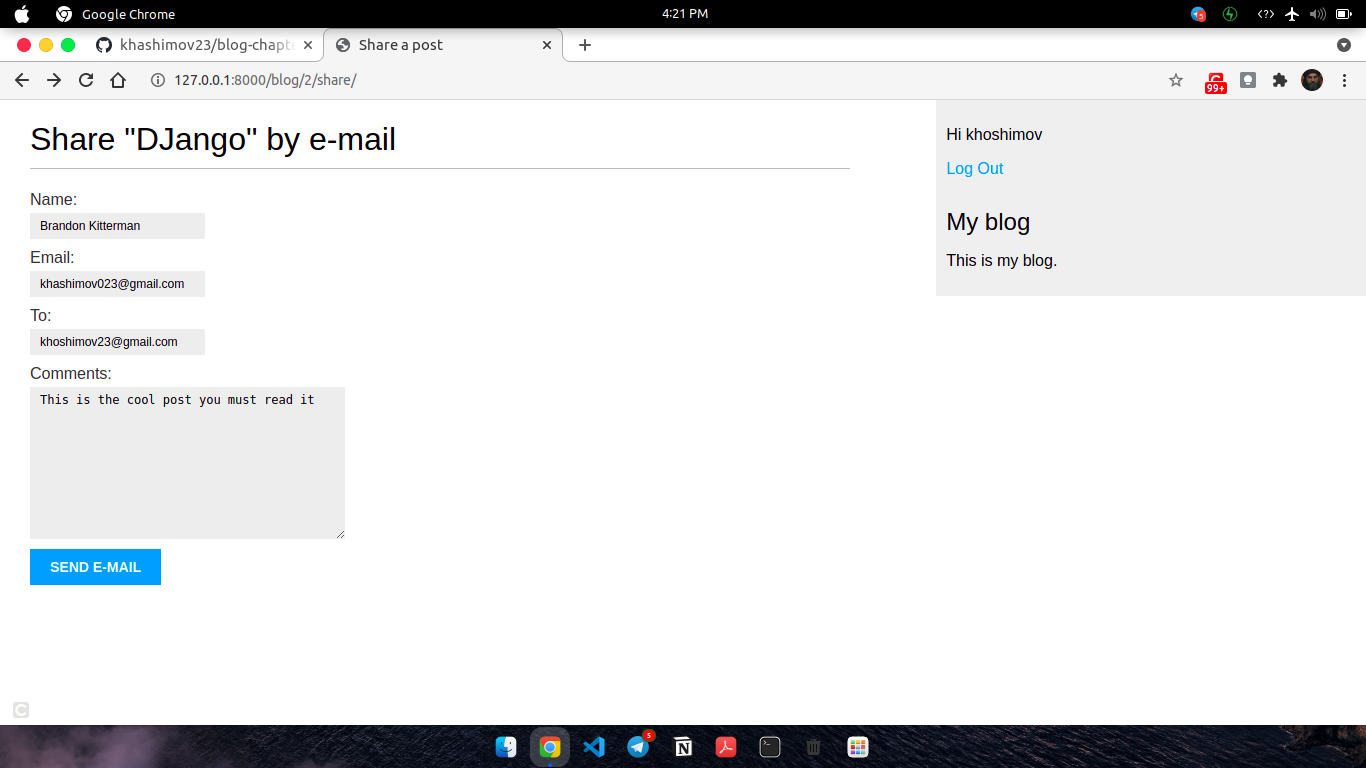 Google Chrome
4:21 PM
5
khashimov23/blog-chapte
Share a post
127.0.0.1:8000/blog/2/share/
99+
Share "DJango" by e-mail
Name:
Brandon Kitterman
Email:
khashimov023@gmail.com
To:
khoshimov23@gmail.com
Comments:
This is the cool post you must read it
SEND E-MAIL
Hi khoshimov
Log Out
My blog
This is my blog.
C
5